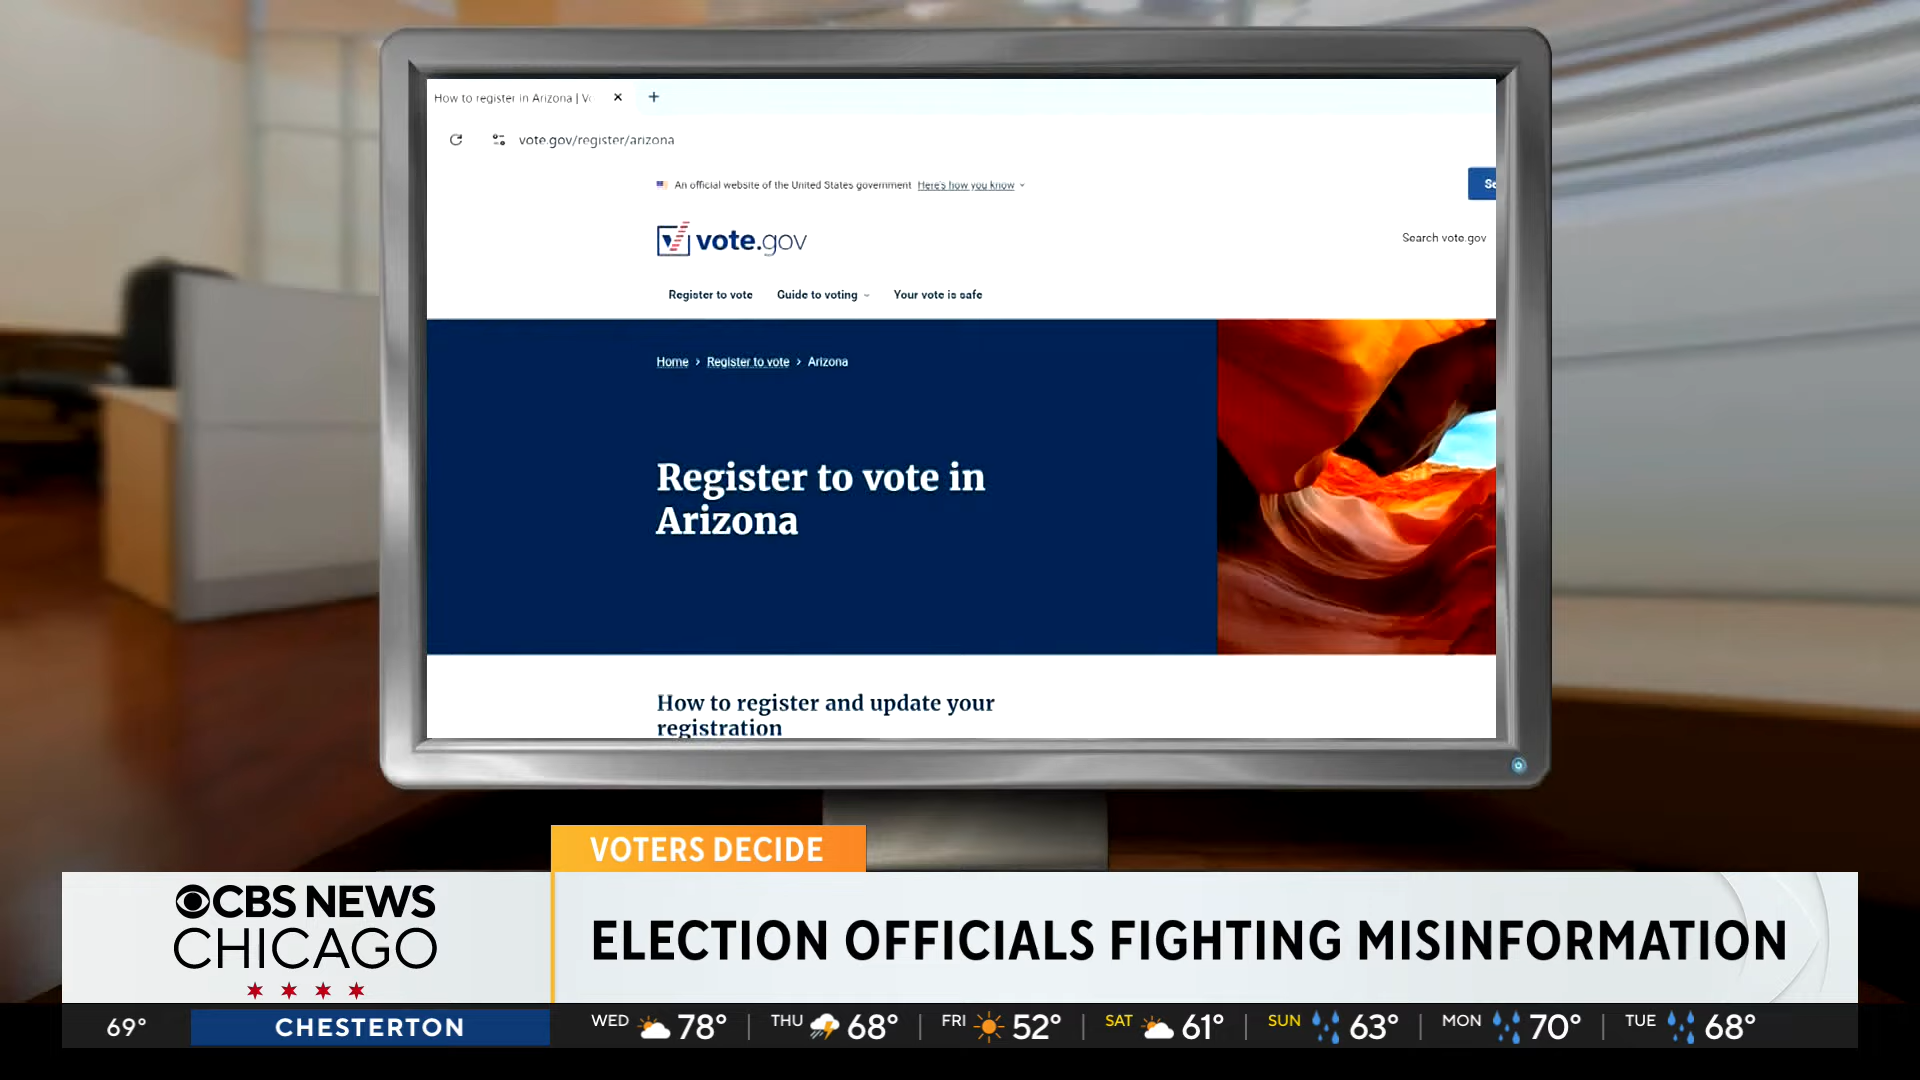 How to register in Arizona | V
vote.gov/register/arizona
An official website of the United States government Here's how you know
Se
vote.gov
Search vote.gov
Register to vote Guide to voting Your vote is safe
Home > Register to vote > Arizona
Register to vote in
Arizona
How to register and update your
registration
VOTERS DECIDE
CBS NEWS
CHICAGO
ELECTION OFFICIALS FIGHTING MISINFORMATION
69° CHESTERTON WED 78° THU 68° FRI 52° SAT 61° SUN 63° MON 70° TUE 68°